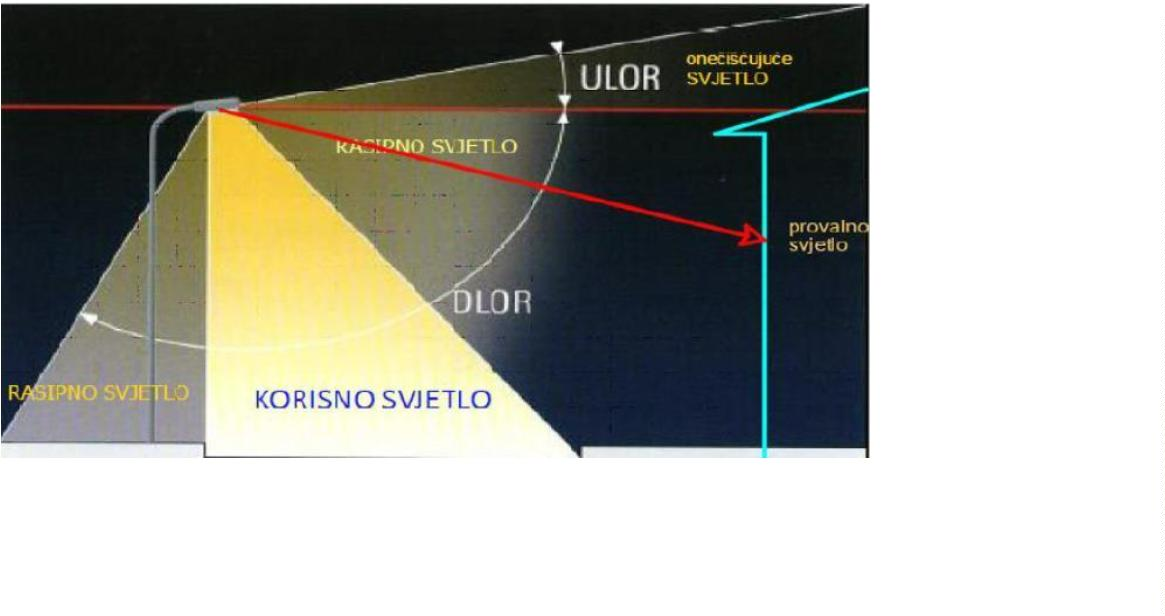 onečišćujuće
ULOR SVJETLO
RASIPNO SVJETLO
provalno
svjetlo
DLOR
RASIPNO SVJETLO
KORISNO SVJETLO